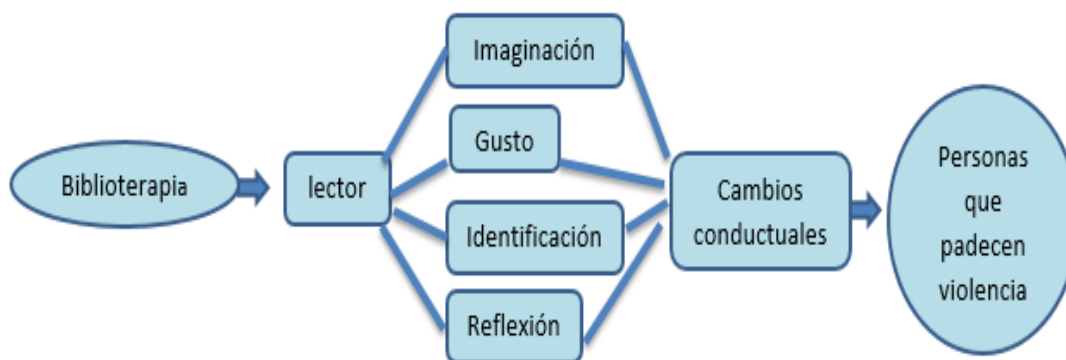 Biblioterapia
lector
Imaginación
Gusto
Identificación
Reflexión
Cambios
conductuales
Personas
que
padecen
violencia